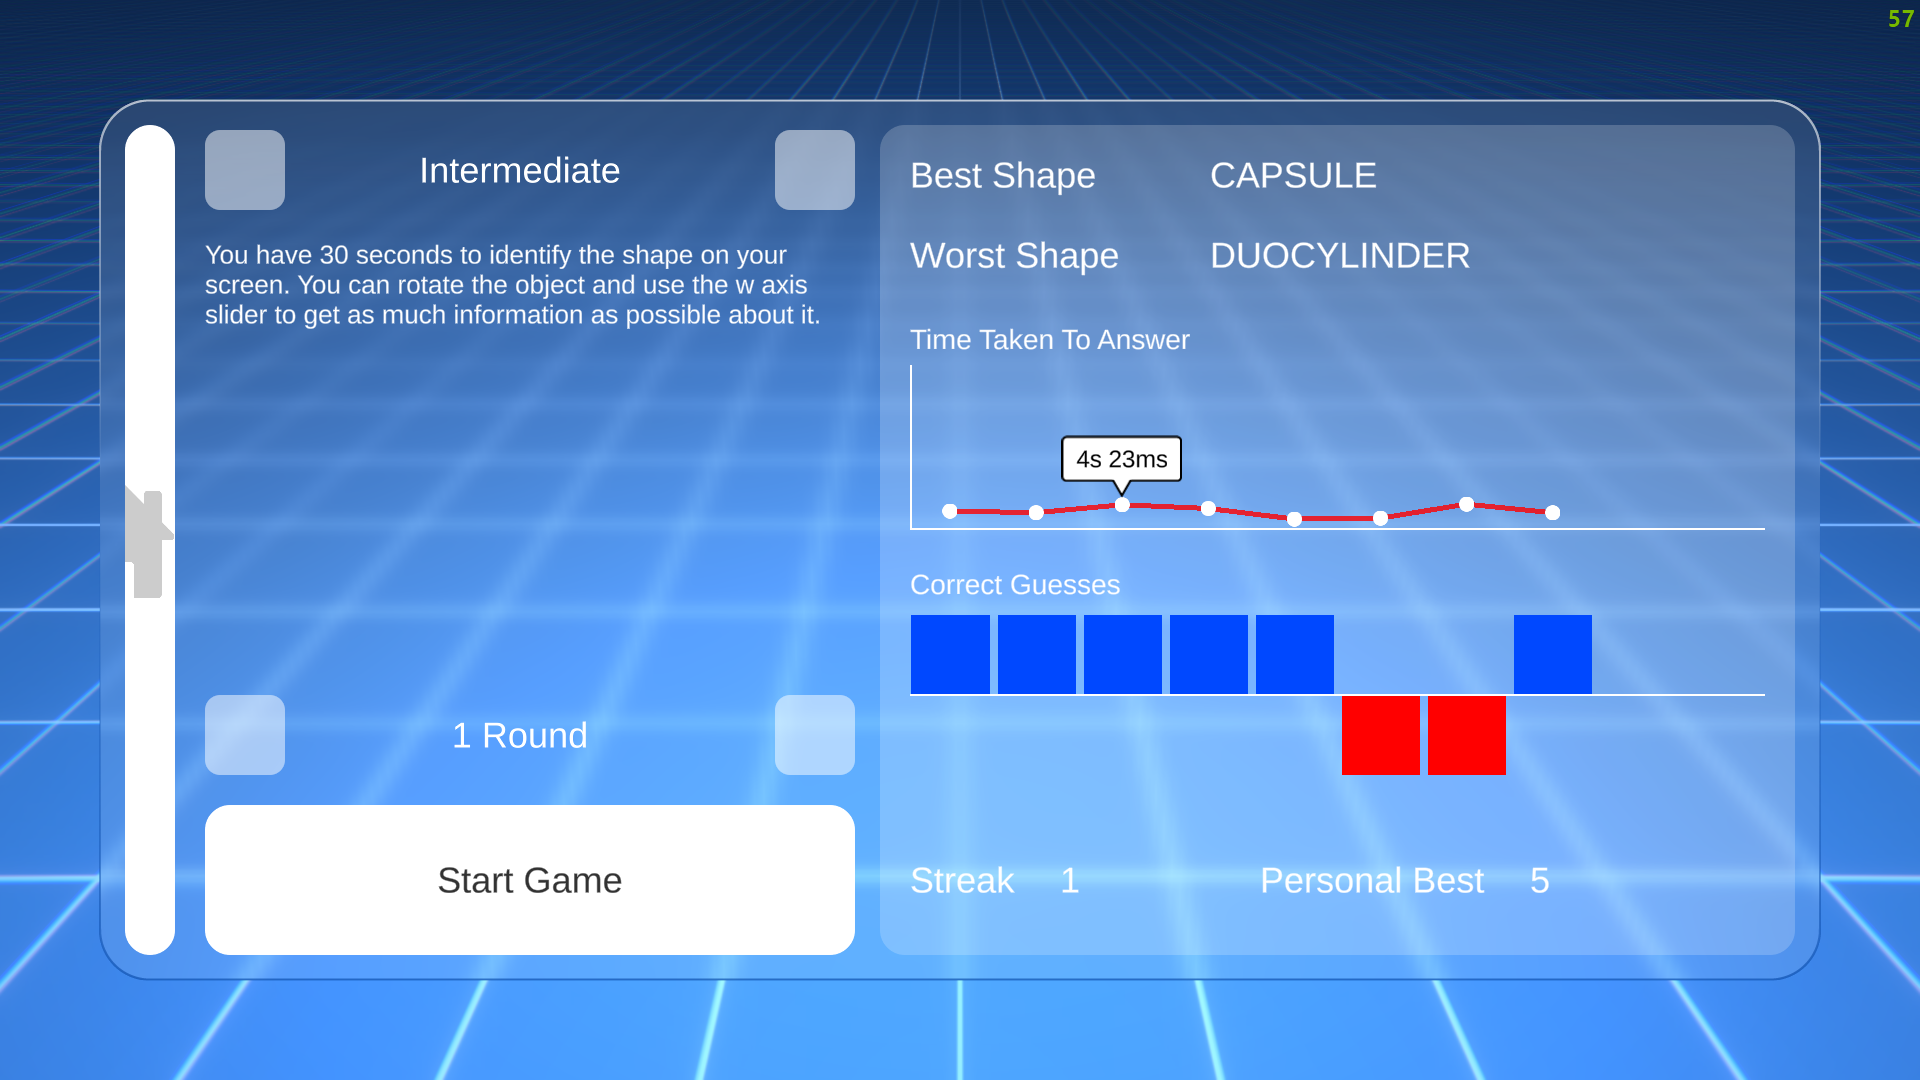 57
Intermediate
You have 30 seconds to identify the shape on your
screen. You can rotate the object and use the w axis
slider to get as much information as possible about it.
1 Round
Start Game
Best Shape CAPSULE
Worst Shape DUOCYLINDER
Time Taken To Answer
4s 23ms
Correct Guesses
Streak 1 Personal Best 5